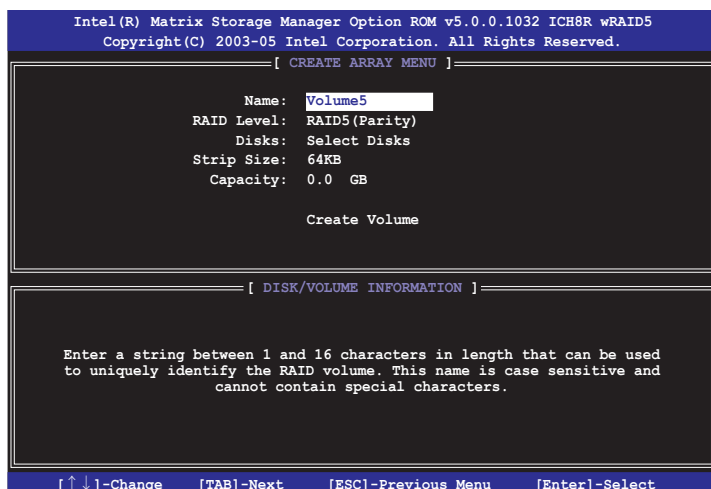 Intel(R) Matrix Storage Manager Option ROM v5.0.0.1032 ICH8R wRAID5
Copyright(C) 2003-05 Intel Corporation. All Rights Reserved.
[ CREATE ARRAY MENU ]
Name: Volume5
RAID Level: RAID5(Parity)
Disks: Select Disks
Strip Size: 64KB
Capacity: 0.0 GB
Create Volume
[ DISK/VOLUME INFORMATION ]
Enter a string between 1 and 16 characters in length that can be used
to uniquely identify the RAID volume. This name is case sensitive and
cannot contain special characters.
[↑↓]-Change [TAB]-Next [ESC]-Previous Menu [Enter]-Select